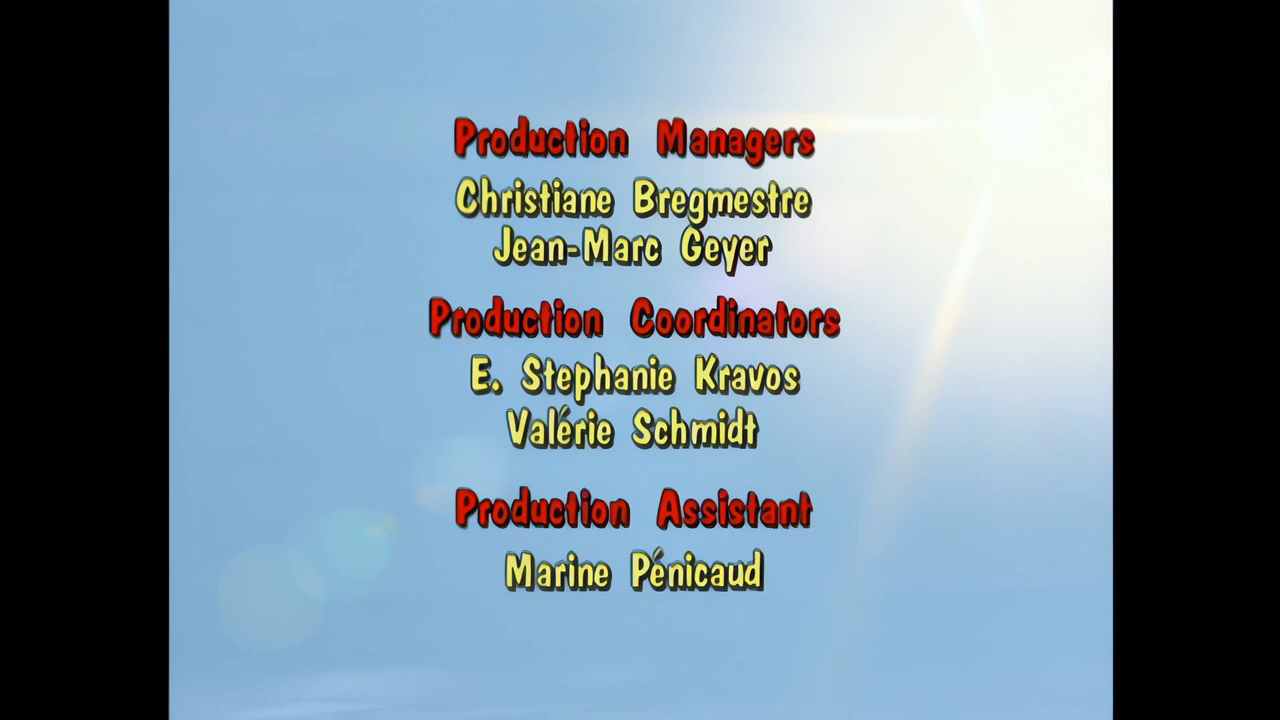 Production Managers
Christiane Bregmestre
Jean-Marc Geyer
Production Coordinators
E. Stephanie Kravos
Valérie Schmidt
Production Assistant
Marine Pénicaud